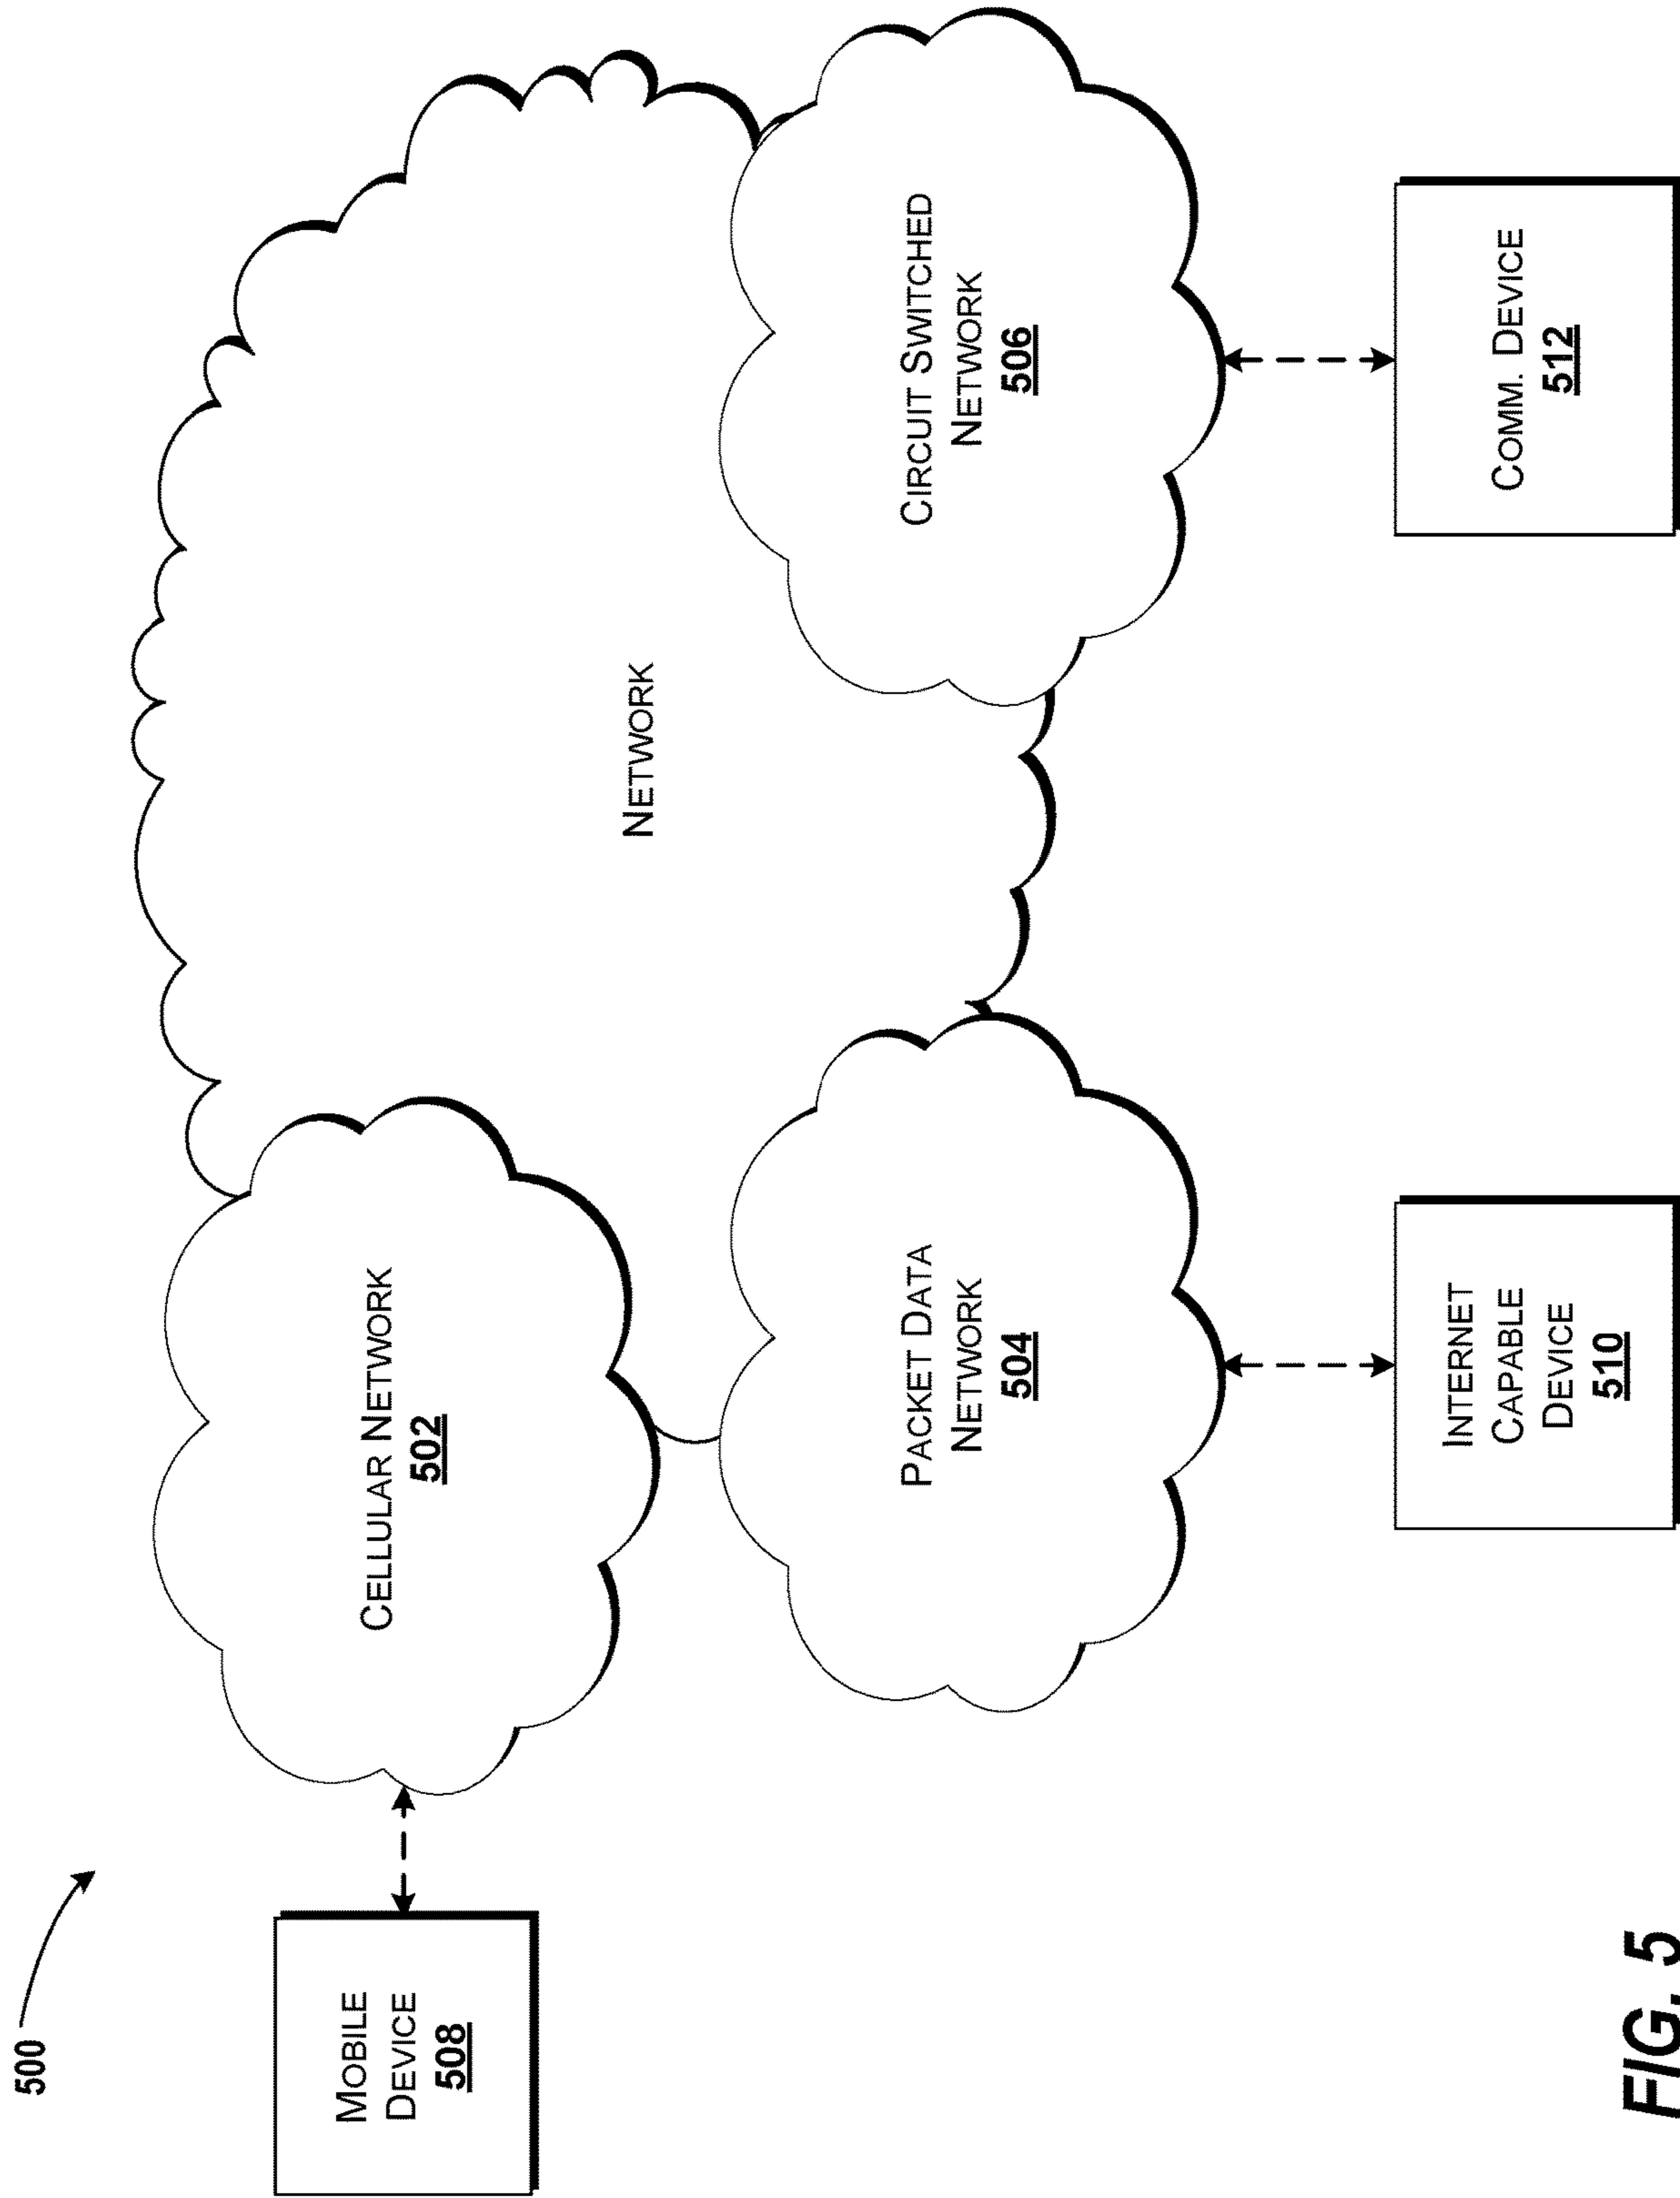 500
MOBILE
DEVICE
508
CELLULAR NETWORK
502
NETWORK
PACKET DATA
NETWORK
504
CIRCUIT SWITCHED
NETWORK
506
INTERNET
CAPABLE
DEVICE
510
COMM. DEVICE
512
FIG. 5